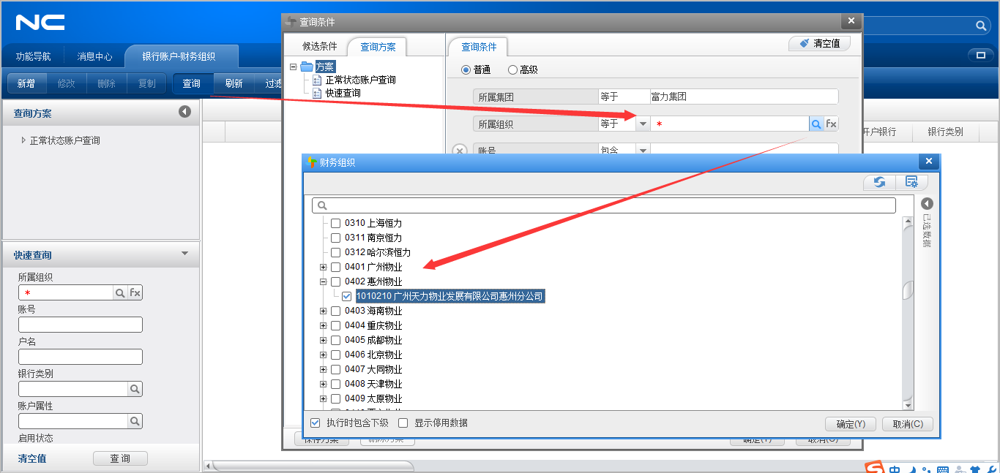 NC
功能导航
消息中心
银行账户-财务组织
新增
修改
删除
复制
查询
刷新
过滤
查询方案
正常状态账户查询
快速查询
所属组织
*
fx
账号
户名
银行类别
账户属性
启用状态
清空值
查 询
查询条件
候选条件
查询方案
方案
正常状态账户查询
快速查询
查询条件
清空值
普通
高级
所属集团 等于 富力集团
所属组织 等于 * fx
账号 包含
开户银行
银行类别
财务组织
已选数据
0310 上海恒力
0311 南京恒力
0312 哈尔滨恒力
0401 广州物业
0402 惠州物业
1010210 广州天力物业发展有限公司惠州分公司
0403 海南物业
0404 重庆物业
0405 成都物业
0406 北京物业
0407 大同物业
0408 天津物业
0409 太原物业
执行时包含下级
显示停用数据
确定(Y)
取消(C)
保存方案
删除方案
确定(Y)
取消(C)
中